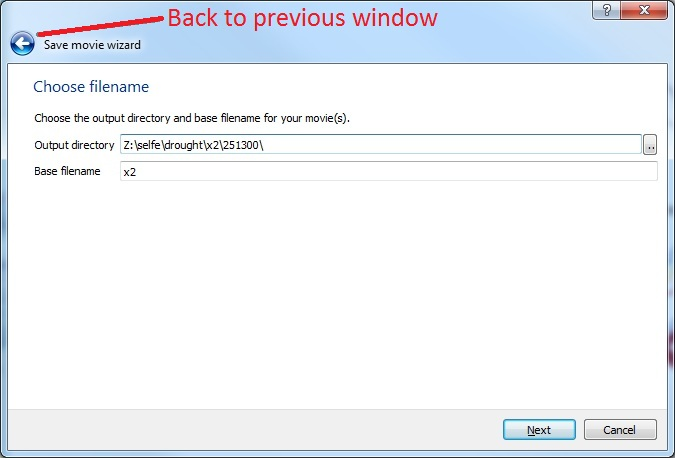 Back to previous window
Save movie wizard
Choose filename
Choose the output directory and base filename for your movie(s).
Output directory Z:\selfe\drought\x2\251300\ ..
Base filename x2
Next Cancel